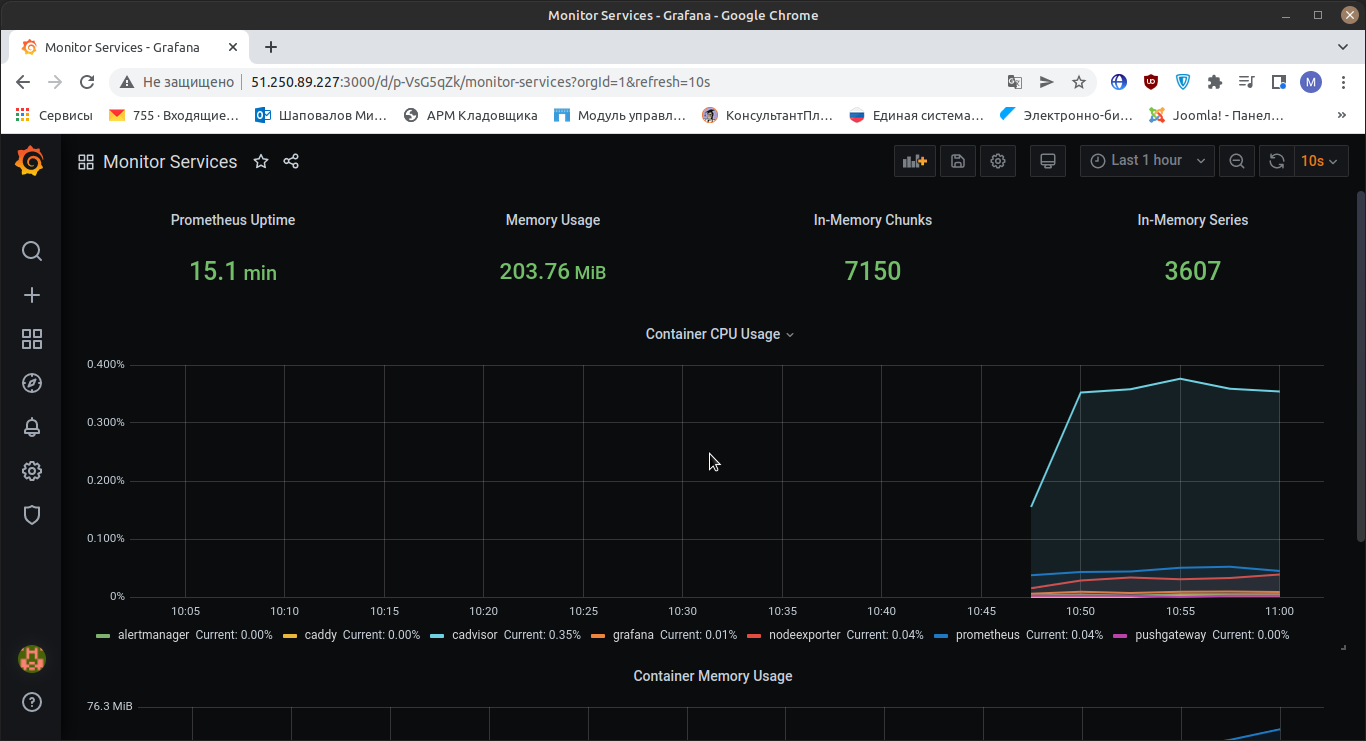 Monitor Services - Grafana - Google Chrome
Monitor Services - Grafana
Не защищено 51.250.89.227:3000/d/p-VsG5qZk/monitor-services?orgId=1&refresh=10s
M
Сервисы 755 · Входящие... Шаповалов Ми... АРМ Кладовщика Модуль управл... КонсультантПл... Единая система... Электронно-би... Joomla! - Панел... »
Monitor Services
Last 1 hour
10s
Prometheus Uptime Memory Usage In-Memory Chunks In-Memory Series
15.1 min 203.76 MiB 7150 3607
Container CPU Usage
0.400%
0.300%
0.200%
0.100%
0%
10:05 10:10 10:15 10:20 10:25 10:30 10:35 10:40 10:45 10:50 10:55 11:00
alertmanager Current: 0.00% caddy Current: 0.00% cadvisor Current: 0.35% grafana Current: 0.01% nodeexporter Current: 0.04% prometheus Current: 0.04% pushgateway Current: 0.00%
Container Memory Usage
76.3 MiB